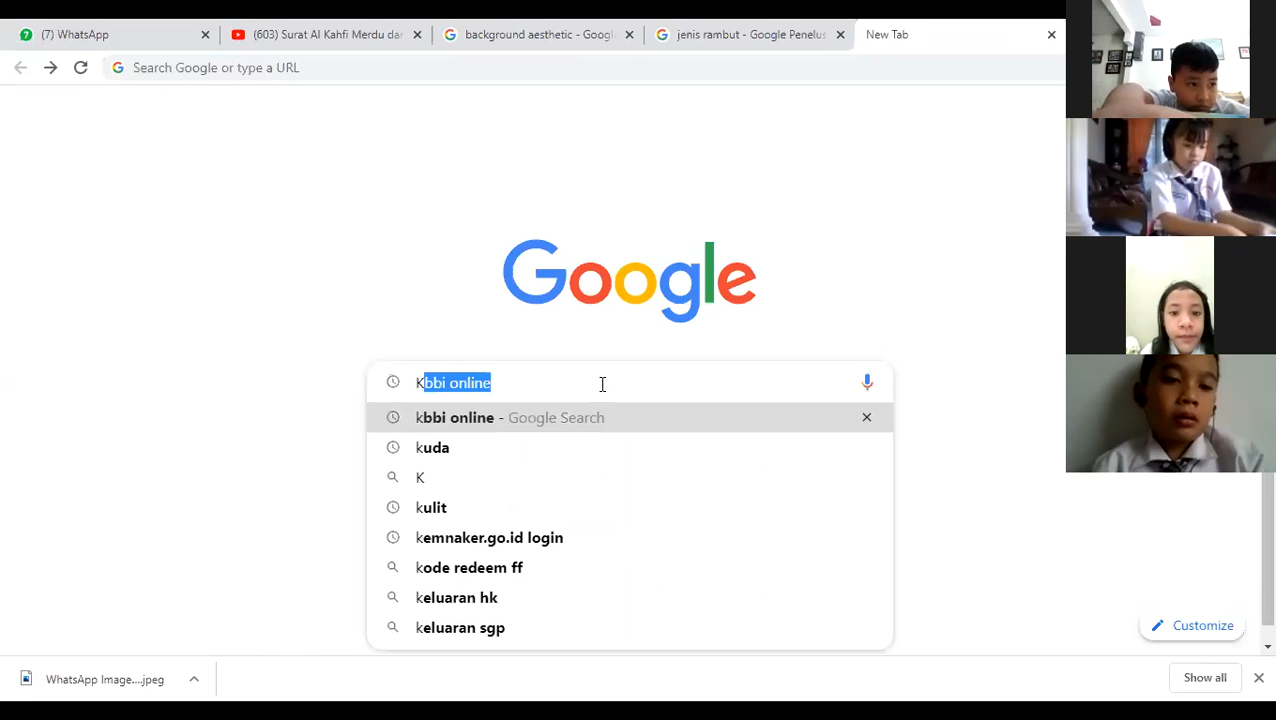 (7) WhatsApp
(603) Surat Al Kahfi Merdu dar
background aesthetic - Googl
jenis rambut - Google Penelus
New Tab
Search Google or type a URL
Google
Kbbi online
kbbi online - Google Search
kuda
K
kulit
kemnaker.go.id login
kode redeem ff
keluaran hk
keluaran sgp
Customize
WhatsApp Image....jpeg
Show all